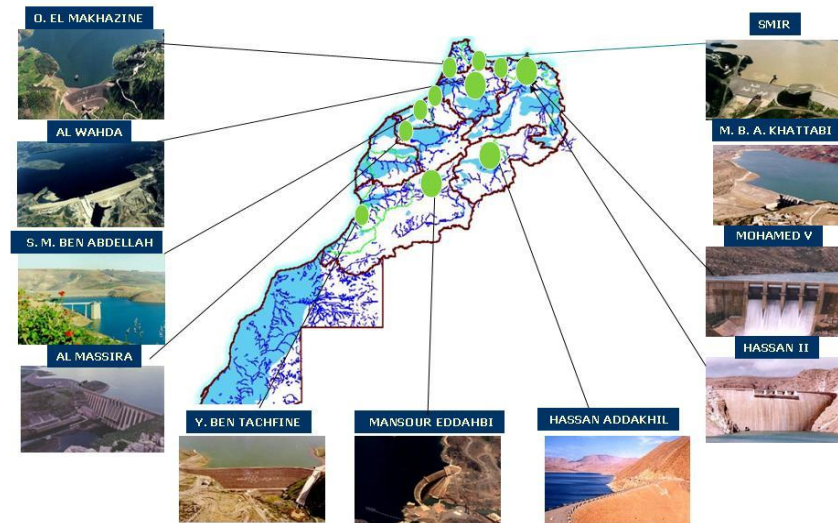 O. EL MAKHAZINE
SMIR
AL WAHDA
M. B. A. KHATTABI
S. M. BEN ABDELLAH
MOHAMED V
AL MASSIRA
HASSAN II
Y. BEN TACHFINE
MANSOUR EDDAHBI
HASSAN ADDAKHIL